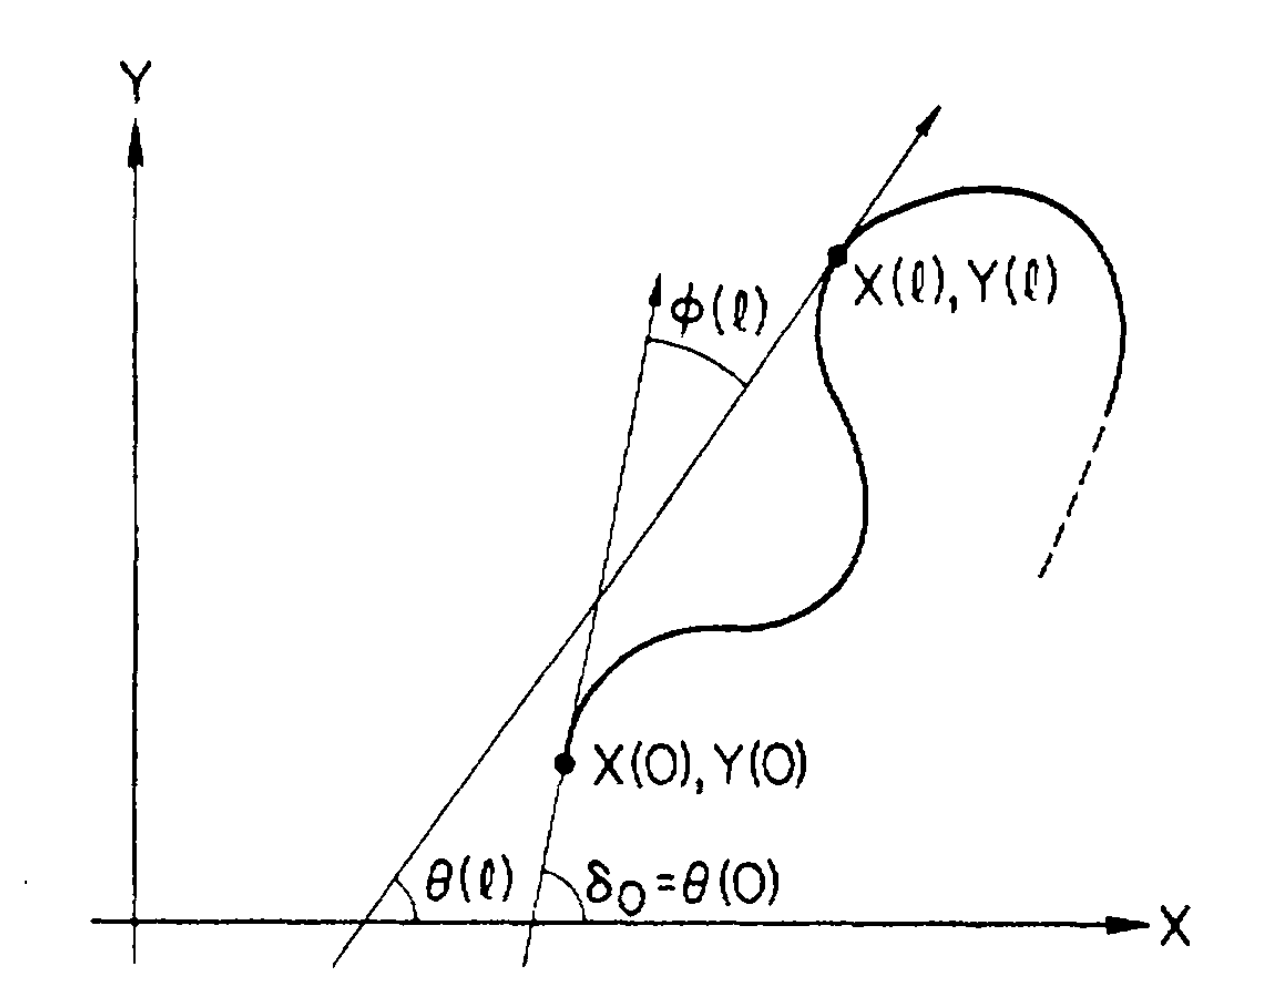 Y
ϕ(ℓ)
X(ℓ), Y(ℓ)
X(0), Y(0)
θ(ℓ)
δ₀=θ(0)
X